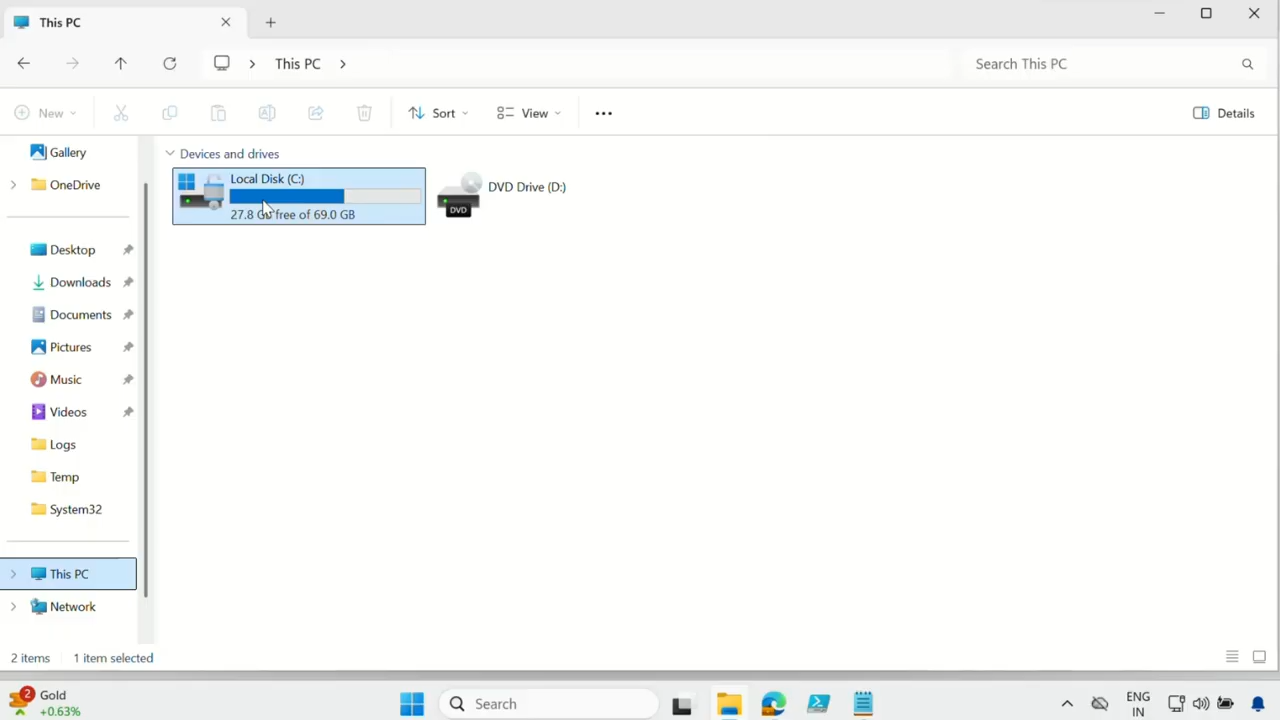 This PC
This PC
Search This PC
New
Sort
View
Details
Gallery
OneDrive
Desktop
Downloads
Documents
Pictures
Music
Videos
Logs
Temp
System32
This PC
Network
Devices and drives
Local Disk (C:)
27.8 GB free of 69.0 GB
DVD Drive (D:)
DVD
2 items
1 item selected
2
Gold
+0.63%
Search
ENG
IN